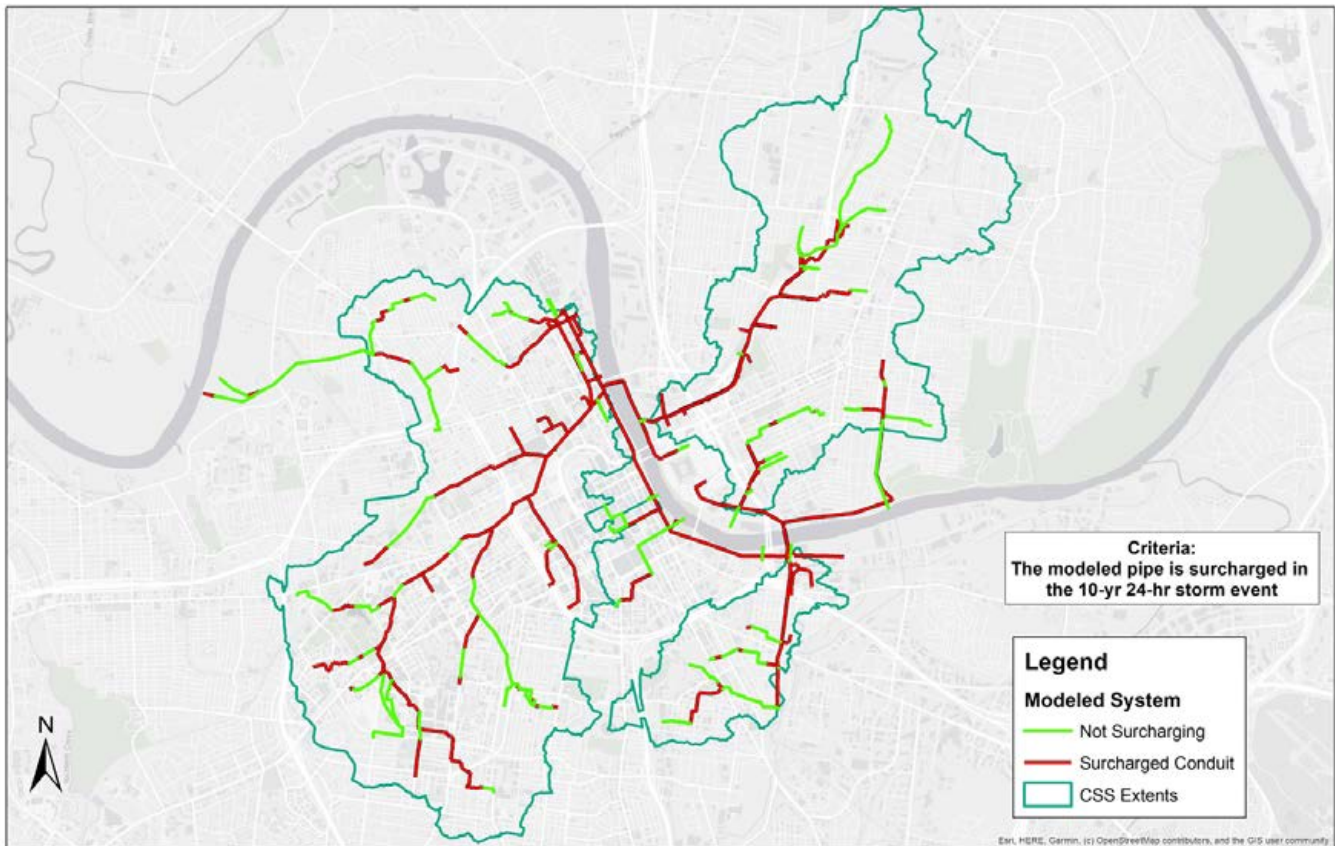 Criteria:
The modeled pipe is surcharged in
the 10-yr 24-hr storm event
Legend
Modeled System
Not Surcharging
Surcharged Conduit
CSS Extents
N
Esri, HERE, Garmin, (c) OpenStreetMap contributors, and the GIS user community